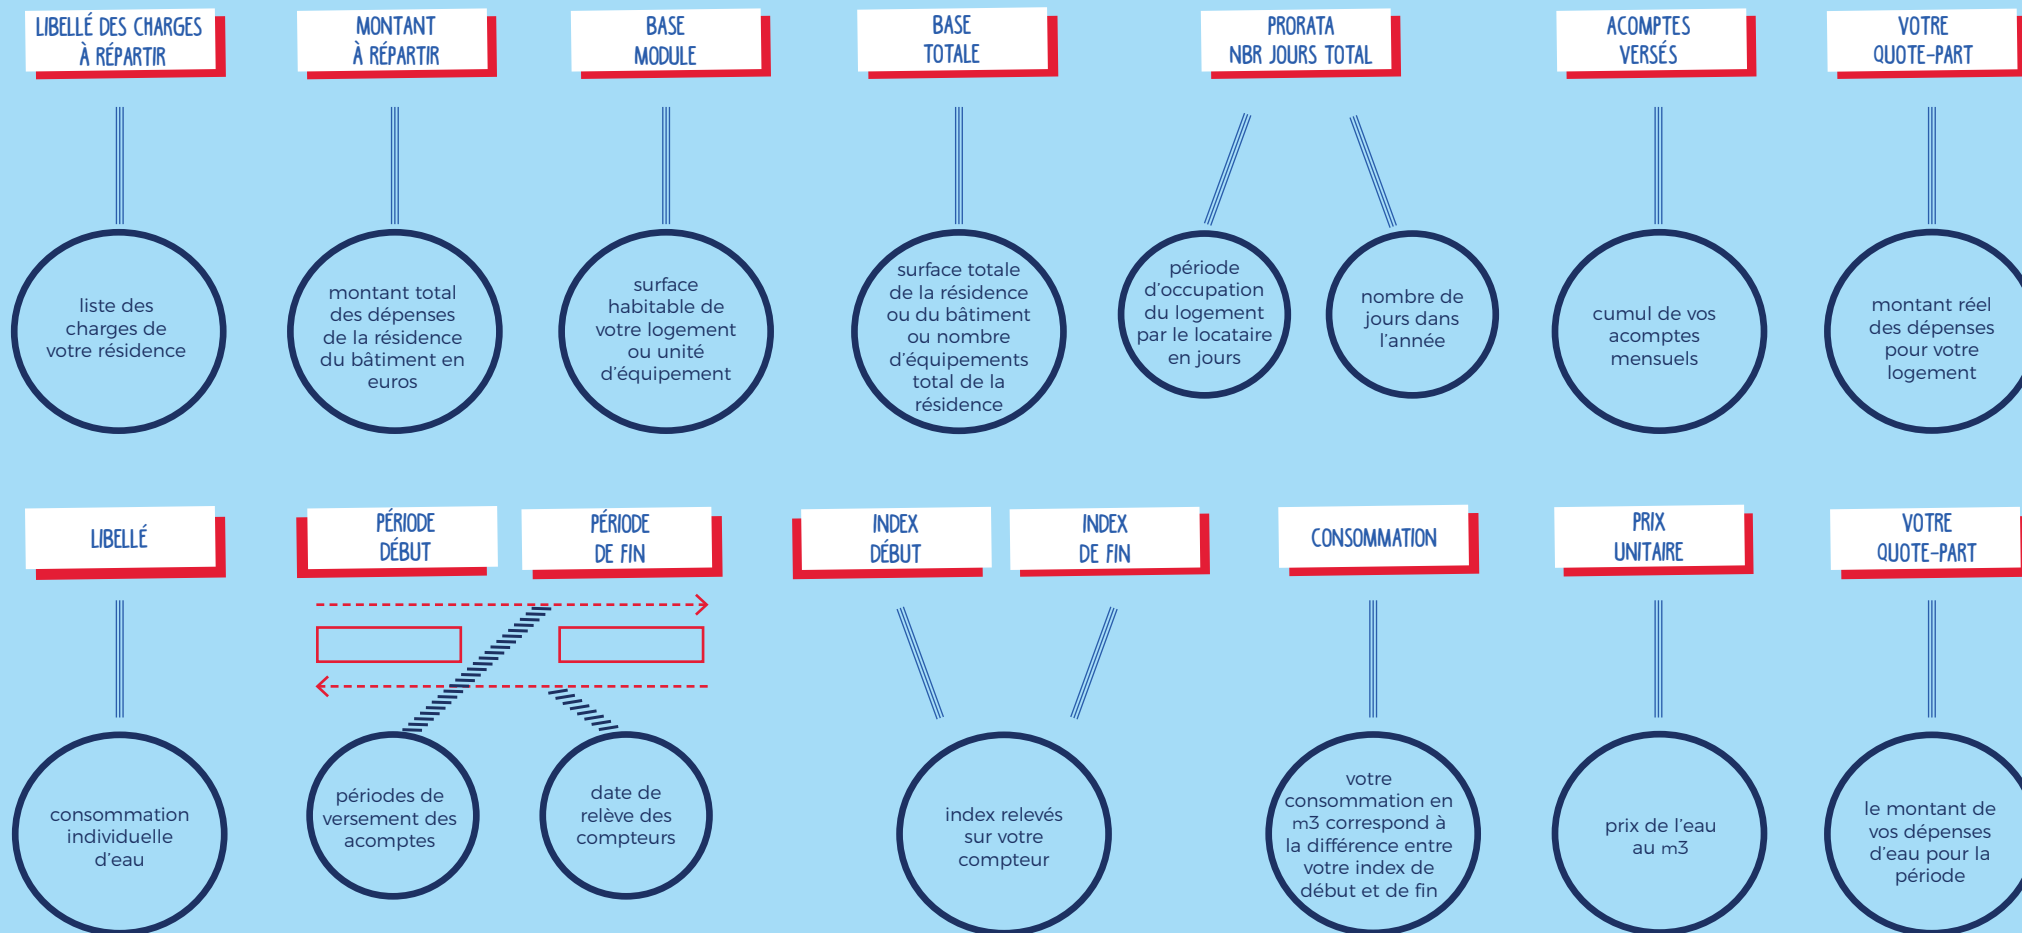 LIBELLÉ DES CHARGES
À RÉPARTIR
MONTANT
À RÉPARTIR
BASE
MODULE
BASE
TOTALE
PRORATA
NBR JOURS TOTAL
ACOMPTES
VERSÉS
VOTRE
QUOTE-PART
liste des
charges de
votre résidence
montant total
des dépenses
de la résidence
du bâtiment en
euros
surface
habitable de
votre logement
ou unité
d'équipement
surface totale
de la résidence
ou du bâtiment
ou nombre
d'équipements
total de la
résidence
période
d'occupation
du logement
par le locataire
en jours
nombre de
jours dans
l'année
cumul de vos
acomptes
mensuels
montant réel
des dépenses
pour votre
logement
LIBELLÉ
PÉRIODE
DÉBUT
PÉRIODE
DE FIN
INDEX
DÉBUT
INDEX
DE FIN
CONSOMMATION
PRIX
UNITAIRE
VOTRE
QUOTE-PART
consommation
individuelle
d'eau
périodes de
versement des
acomptes
date de
relève des
compteurs
index relevés
sur votre
compteur
votre
consommation en
m3 correspond à
la différence entre
votre index de
début et de fin
prix de l'eau
au m3
le montant de
vos dépenses
d'eau pour la
période